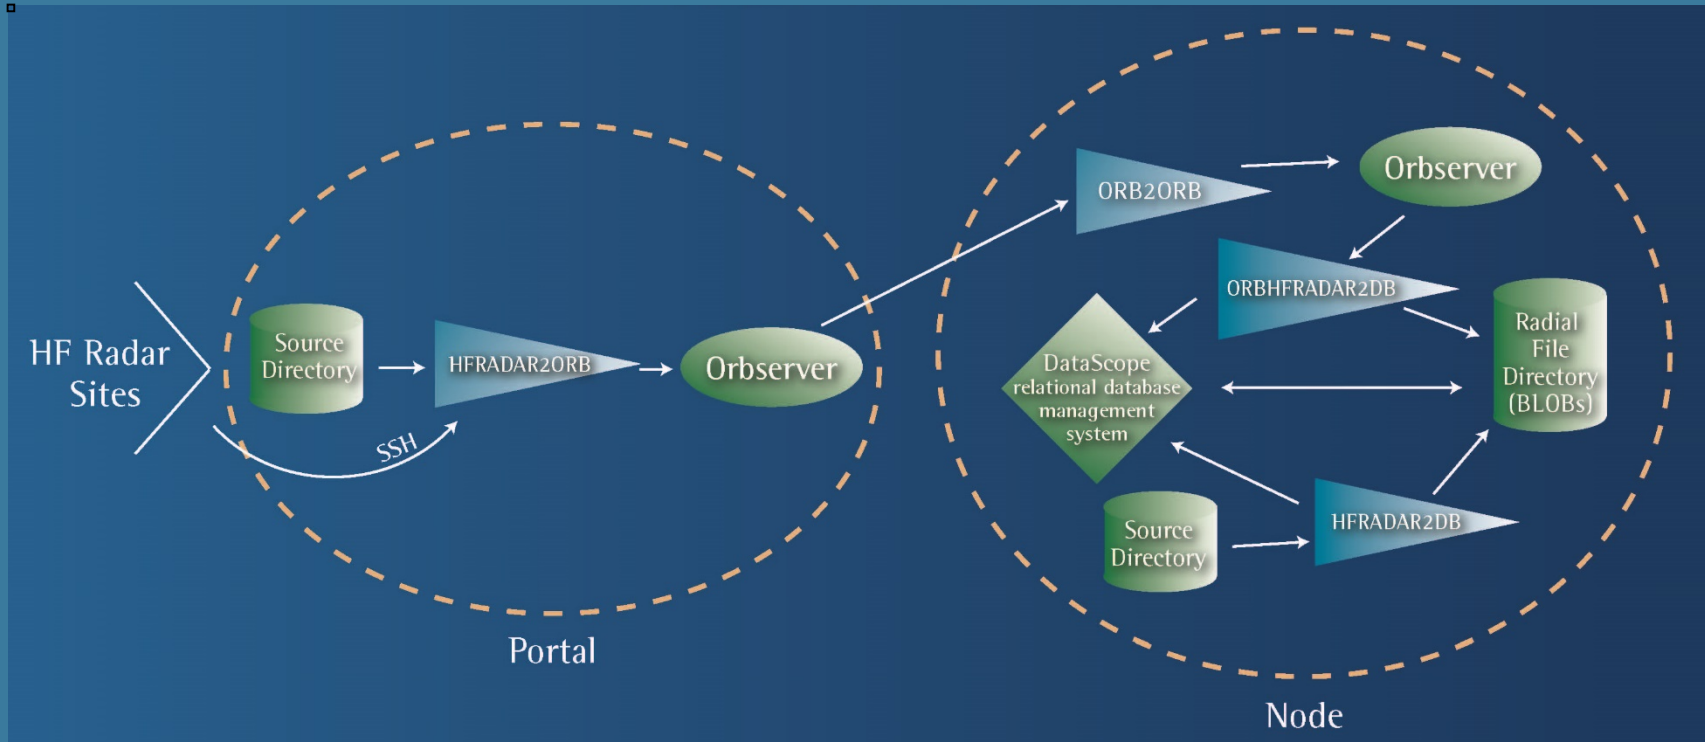 HF Radar
Sites
Source
Directory
SSH
HFRADAR2ORB
Orbserver
Portal
ORB2ORB
Orbserver
ORBHFRADAR2DB
DataScope
relational database
management
system
Radial
File
Directory
(BLOBs)
Source
Directory
HFRADAR2DB
Node